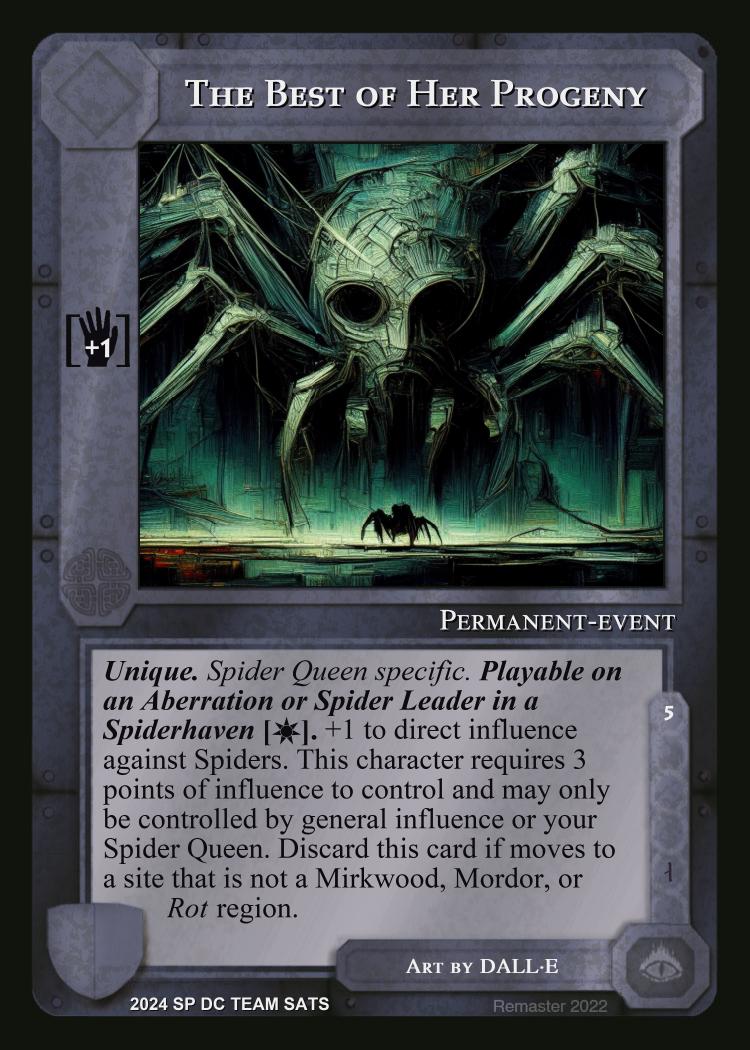 The Best of Her Progeny
+1
Permanent-event
Unique. Spider Queen specific. Playable on
an Aberration or Spider Leader in a
Spiderhaven [☀]. +1 to direct influence
against Spiders. This character requires 3
points of influence to control and may only
be controlled by general influence or your
Spider Queen. Discard this card if moves to
a site that is not a Mirkwood, Mordor, or
Rot region.
5
Art by DALL·E
2024 SP DC TEAM SATS
Remaster 2022